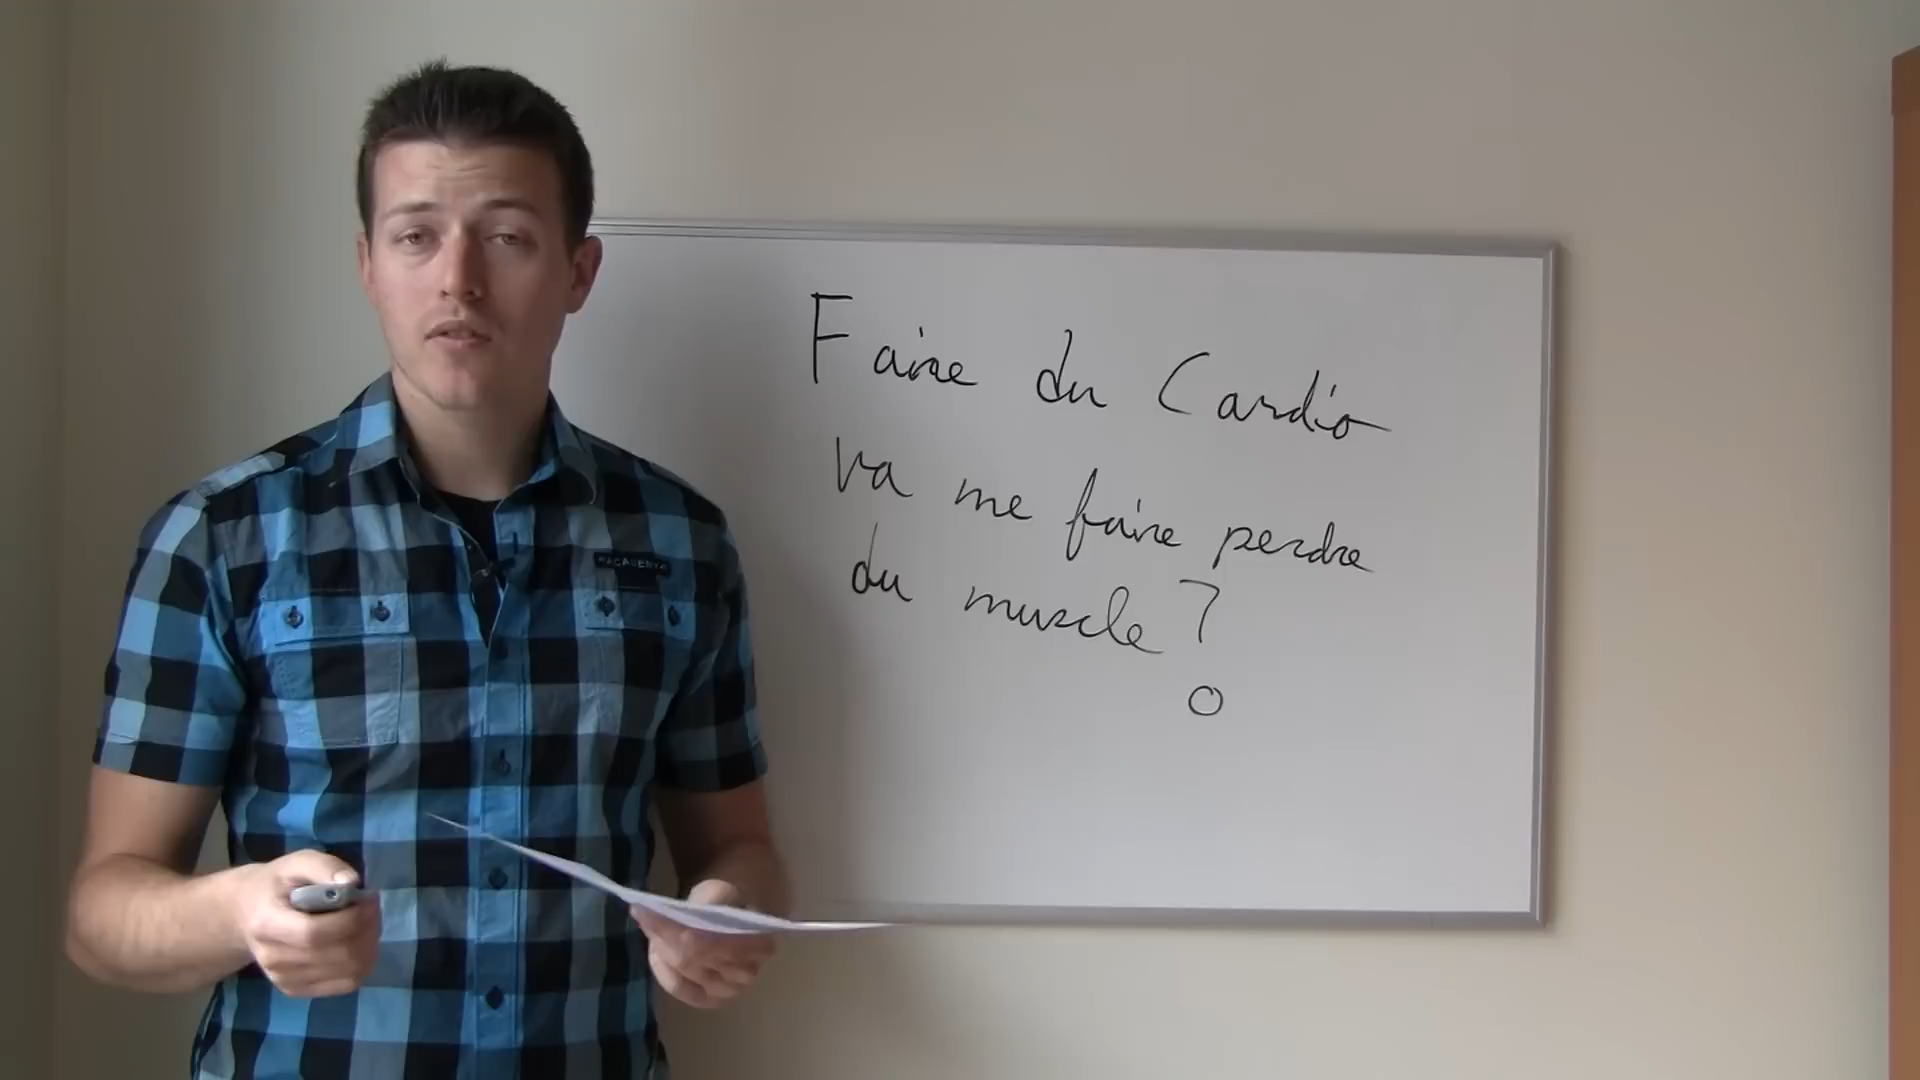 Faire du Cardio
va me faire perdre
du muscle ?